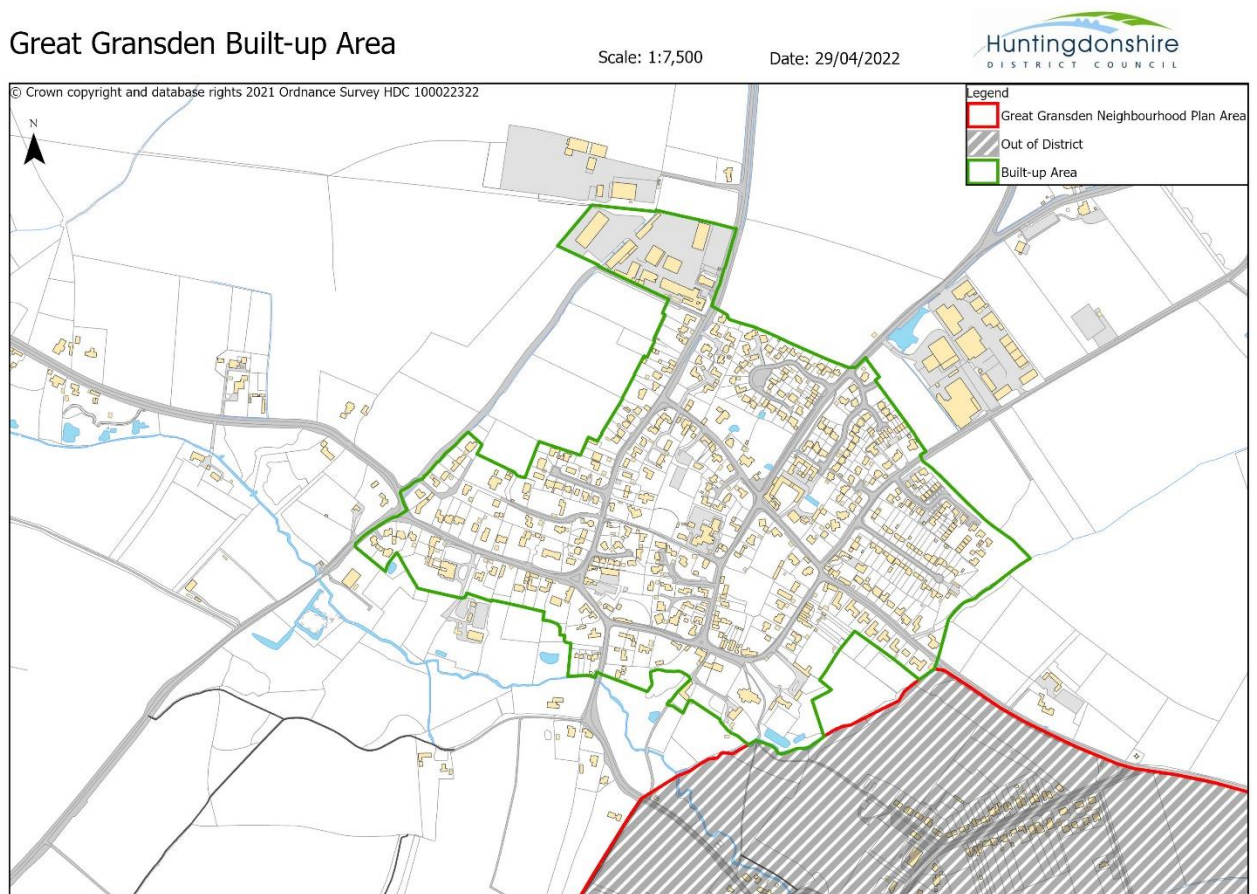 Great Gransden Built-up Area
Scale: 1:7,500
Date: 29/04/2022
Huntingdonshire
DISTRICT COUNCIL
© Crown copyright and database rights 2021 Ordnance Survey HDC 100022322
N
Legend
Great Gransden Neighbourhood Plan Area
Out of District
Built-up Area